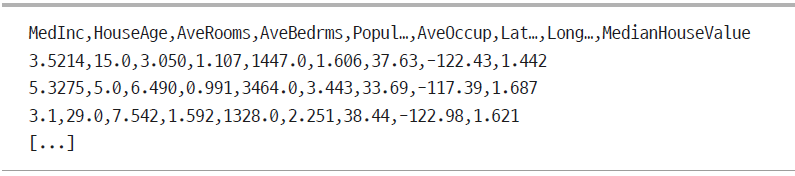 MedInc,HouseAge,AveRooms,AveBedrms,Popul…,AveOccup,Lat…,Long…,MedianHouseValue
3.5214,15.0,3.050,1.107,1447.0,1.606,37.63,-122.43,1.442
5.3275,5.0,6.490,0.991,3464.0,3.443,33.69,-117.39,1.687
3.1,29.0,7.542,1.592,1328.0,2.251,38.44,-122.98,1.621
[...]